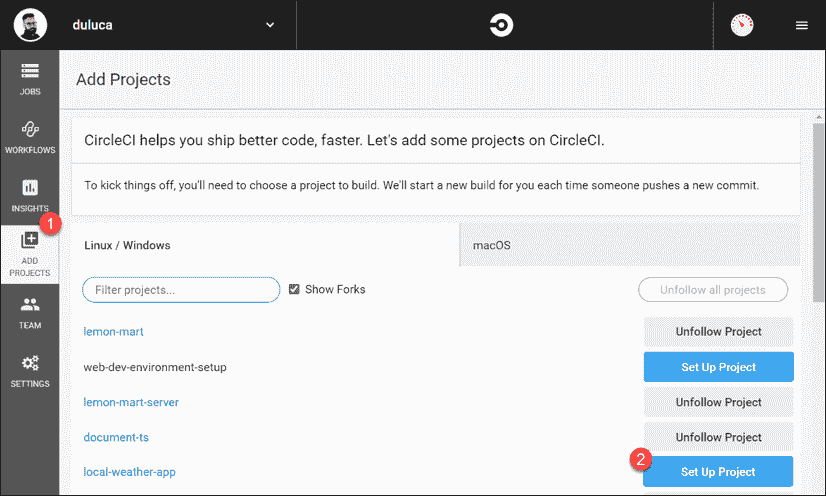 duluca
JOBS
WORKFLOWS
INSIGHTS
1
ADD
PROJECTS
TEAM
SETTINGS
Add Projects
CircleCI helps you ship better code, faster. Let's add some projects on CircleCI.
To kick things off, you'll need to choose a project to build. We'll start a new build for you each time someone pushes a new commit.
Linux / Windows
macOS
Filter projects...
Show Forks
Unfollow all projects
lemon-mart
Unfollow Project
web-dev-environment-setup
Set Up Project
lemon-mart-server
Unfollow Project
document-ts
Unfollow Project
local-weather-app
2
Set Up Project